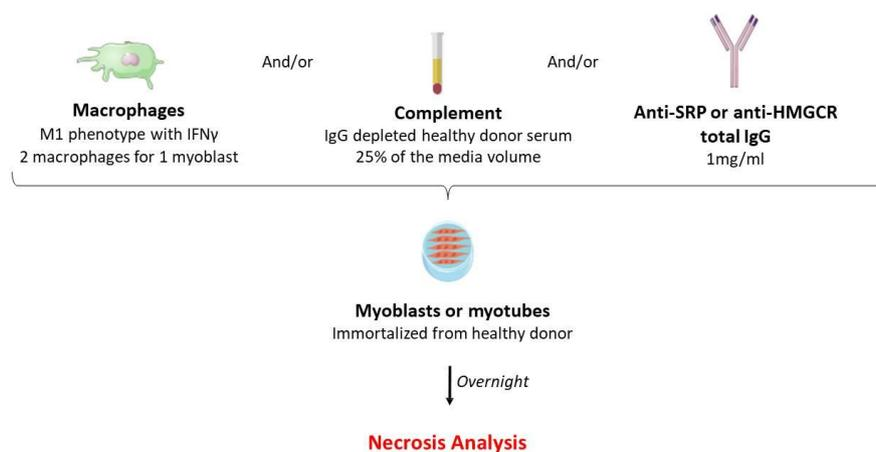 And/or
And/or
Macrophages
M1 phenotype with IFNγ
2 macrophages for 1 myoblast
Complement
IgG depleted healthy donor serum
25% of the media volume
Anti-SRP or anti-HMGCR
total IgG
1mg/ml
Myoblasts or myotubes
Immortalized from healthy donor
Overnight
Necrosis Analysis